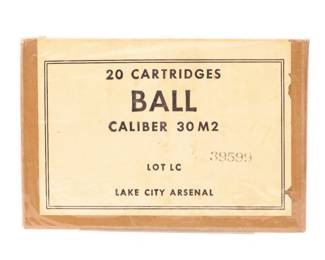 20 CARTRIDGES
BALL
CALIBER 30 M2
LOT LC 39599
LAKE CITY ARSENAL